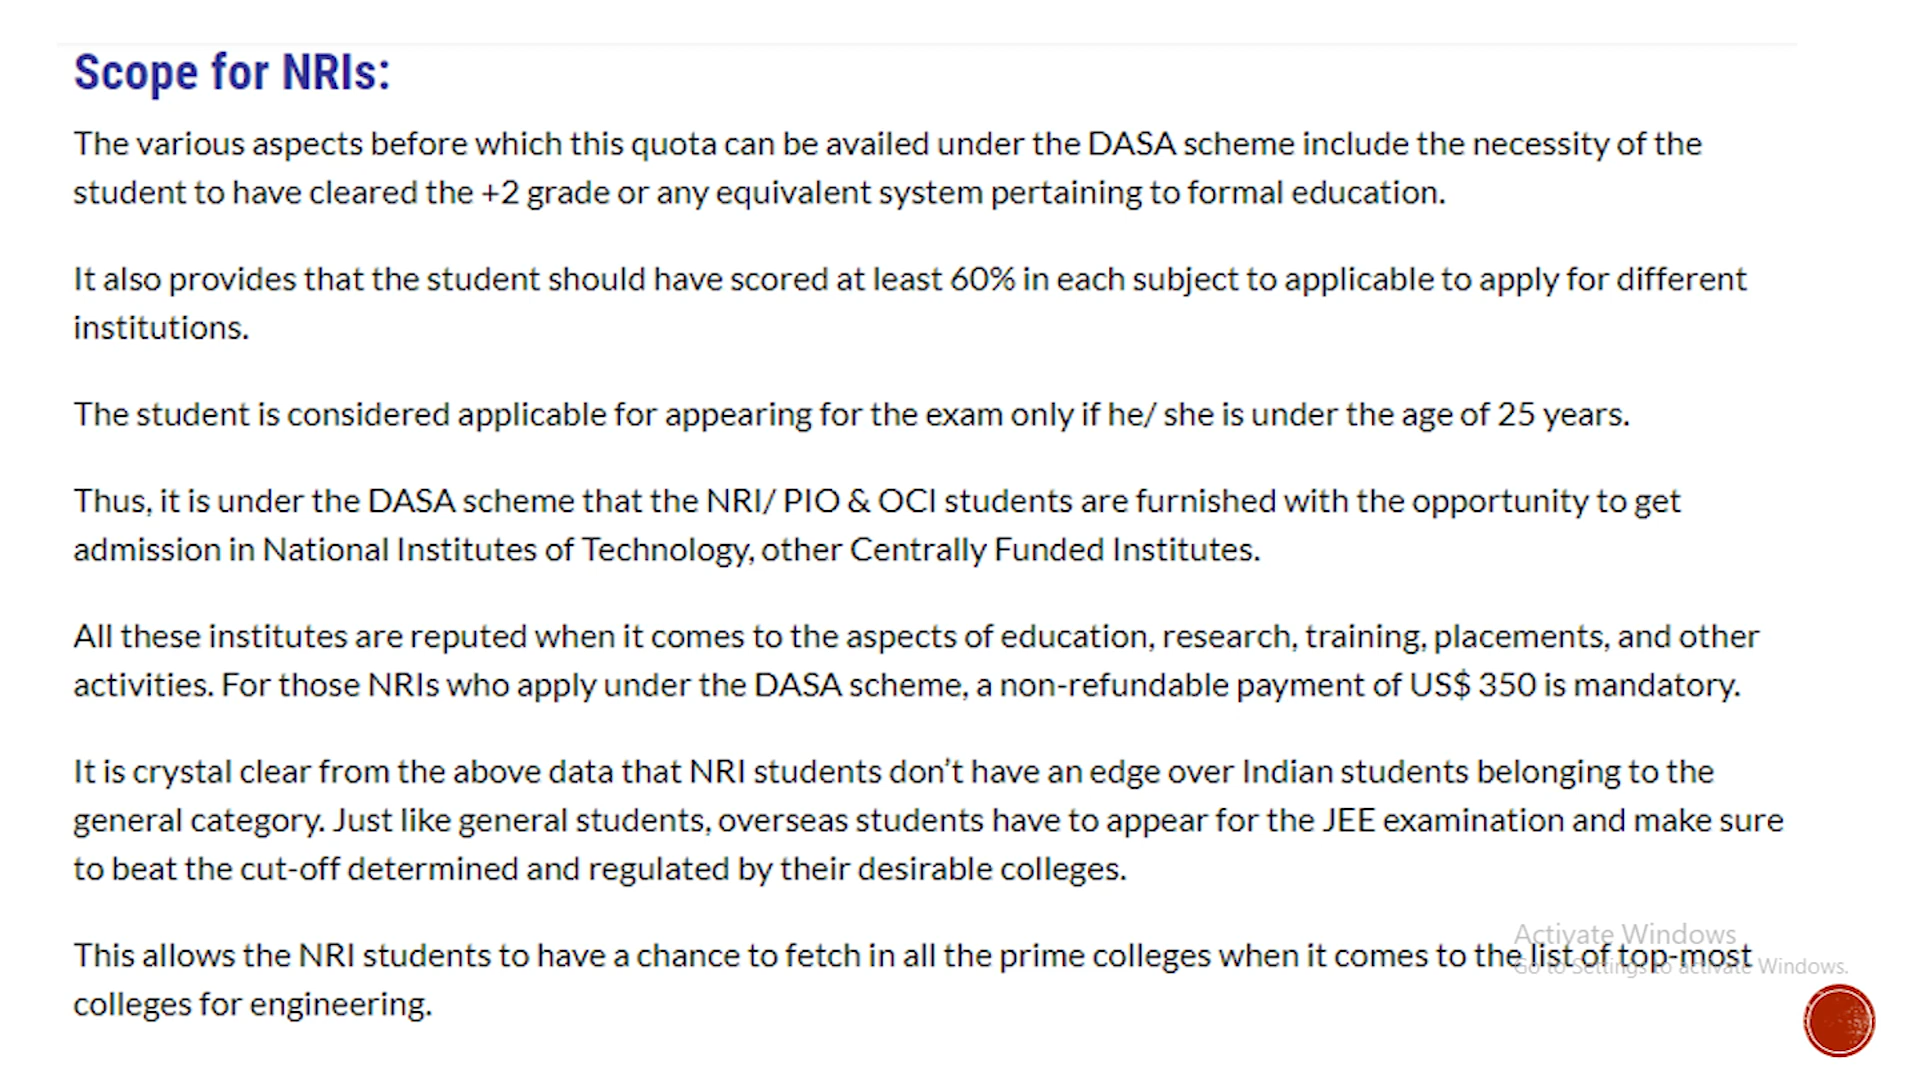 Scope for NRIs:
The various aspects before which this quota can be availed under the DASA scheme include the necessity of the
student to have cleared the +2 grade or any equivalent system pertaining to formal education.
It also provides that the student should have scored at least 60% in each subject to applicable to apply for different
institutions.
The student is considered applicable for appearing for the exam only if he/ she is under the age of 25 years.
Thus, it is under the DASA scheme that the NRI/ PIO & OCI students are furnished with the opportunity to get
admission in National Institutes of Technology, other Centrally Funded Institutes.
All these institutes are reputed when it comes to the aspects of education, research, training, placements, and other
activities. For those NRIs who apply under the DASA scheme, a non-refundable payment of US$ 350 is mandatory.
It is crystal clear from the above data that NRI students don’t have an edge over Indian students belonging to the
general category. Just like general students, overseas students have to appear for the JEE examination and make sure
to beat the cut-off determined and regulated by their desirable colleges.
Activate Windows
This allows the NRI students to have a chance to fetch in all the prime colleges when it comes to the list of top-most
Go to Settings to activate Windows.
colleges for engineering.